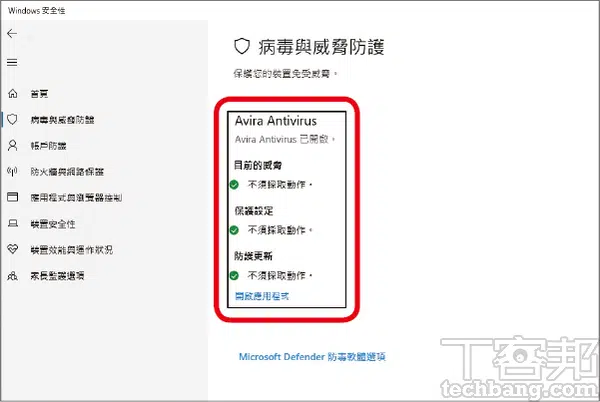 Windows 安全性
病毒與威脅防護
保護您的裝置免受威脅。
首頁
病毒與威脅防護
帳戶防護
防火牆與網路保護
應用程式與瀏覽器控制
裝置安全性
裝置效能與運作狀況
家長監護選項
Avira Antivirus
Avira Antivirus 已開啟。
目前的威脅
不須採取動作。
保護設定
不須採取動作。
防護更新
不須採取動作。
開啟應用程式
Microsoft Defender 防毒軟體選項
T客邦
techbang.com